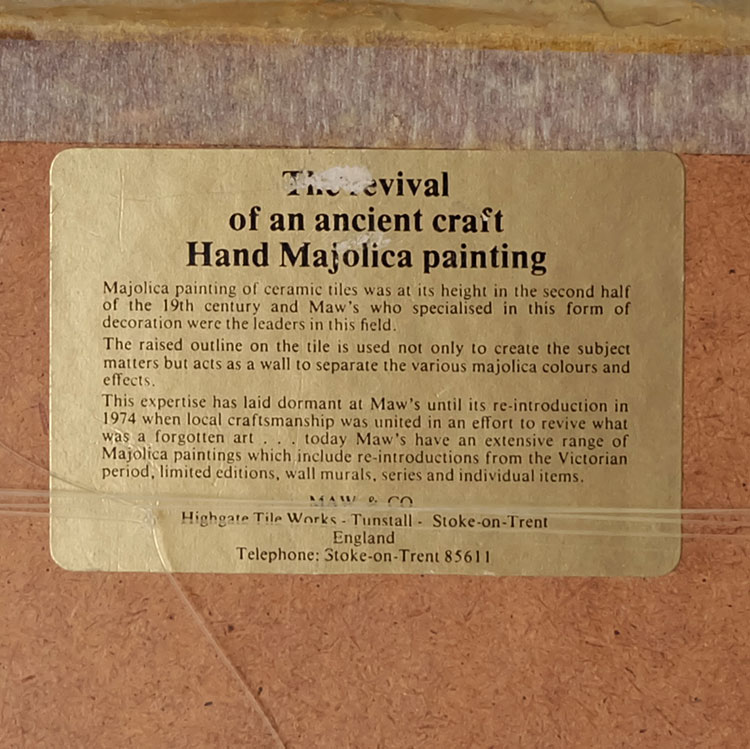 The revival
of an ancient craft
Hand Majolica painting
Majolica painting of ceramic tiles was at its height in the second half
of the 19th century and Maw's who specialised in this form of
decoration were the leaders in this field.
The raised outline on the tile is used not only to create the subject
matters but acts as a wall to separate the various majolica colours and
effects.
This expertise has laid dormant at Maw's until its re-introduction in
1974 when local craftsmanship was united in an effort to revive what
was a forgotten art . . . today Maw's have an extensive range of
Majolica paintings which include re-introductions from the Victorian
period, limited editions, wall murals, series and individual items.
MAW & CO
Highgate Tile Works - Tunstall - Stoke-on-Trent
England
Telephone: Stoke-on-Trent 85611